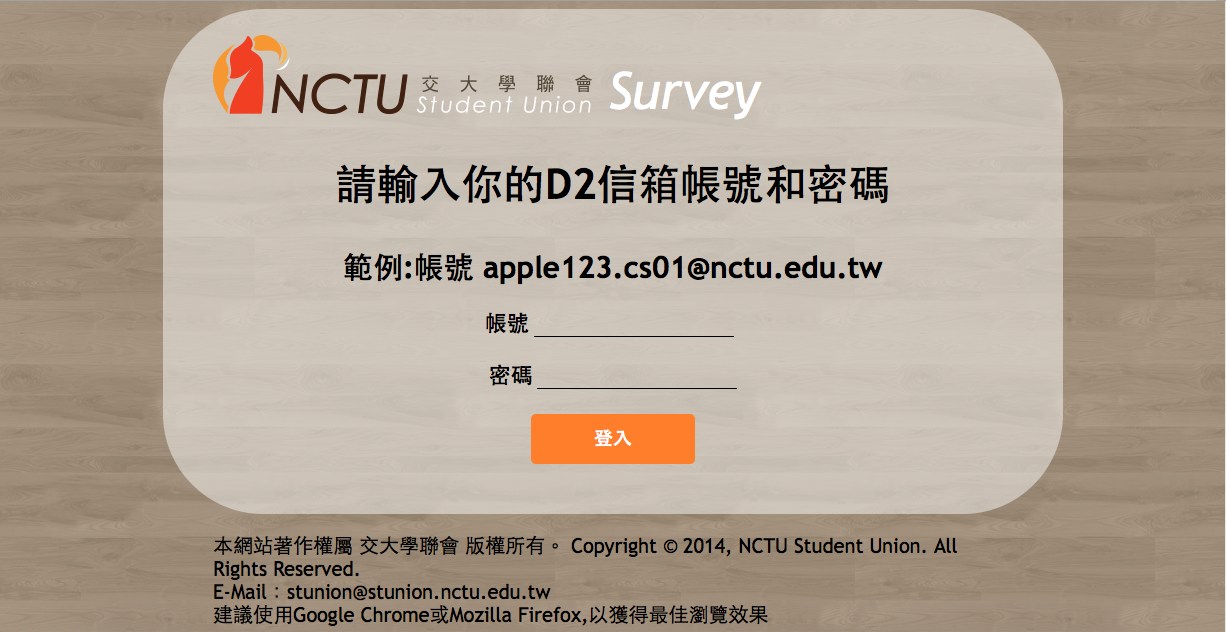 NCTU 交大學聯會 Student Union Survey
請輸入你的D2信箱帳號和密碼
範例:帳號 apple123.cs01@nctu.edu.tw
帳號
密碼
登入
本網站著作權屬 交大學聯會 版權所有。 Copyright © 2014, NCTU Student Union. All
Rights Reserved.
E-Mail：stunion@stunion.nctu.edu.tw
建議使用Google Chrome或Mozilla Firefox,以獲得最佳瀏覽效果